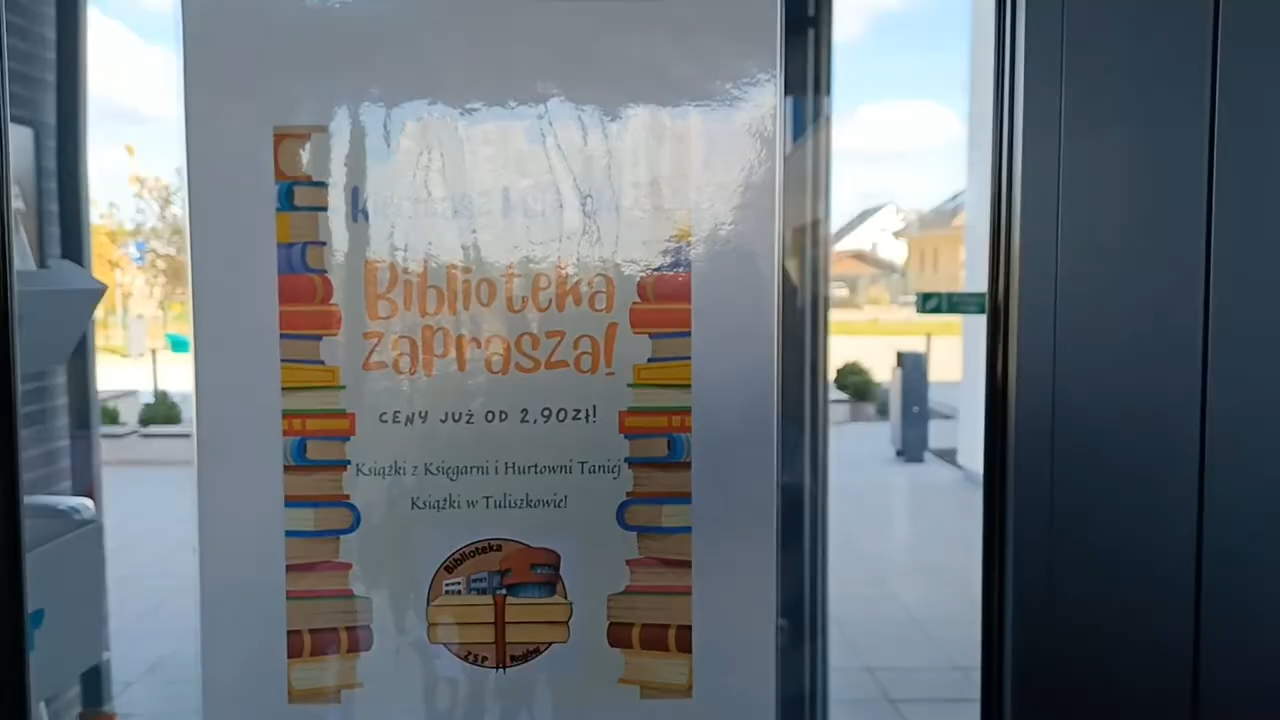 Biblioteka
zaprasza!
CENY JUŻ OD 2,90zł!
Książki z Księgarni i Hurtowni Taniej
Książki w Tuliszkowie!
Biblioteka
ZSP Rojów